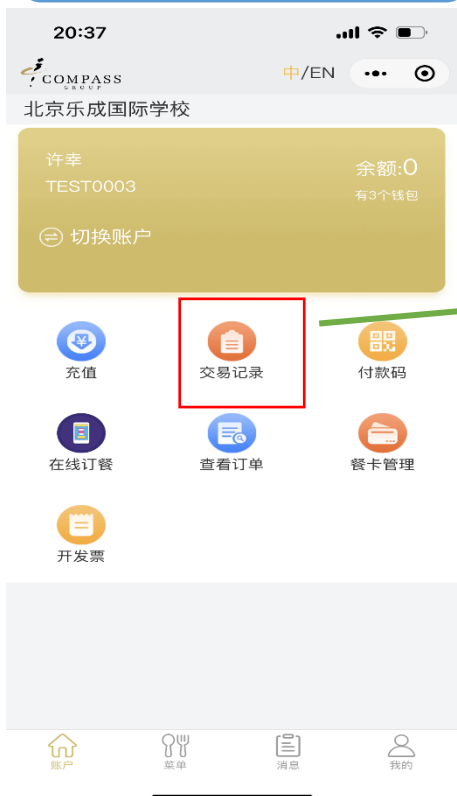 20:37
COMPASS
GROUP
中/EN
北京乐成国际学校
许幸
余额:0
TEST0003
有3个钱包
切换账户
充值
交易记录
付款码
在线订餐
查看订单
餐卡管理
开发票
账户
菜单
消息
我的